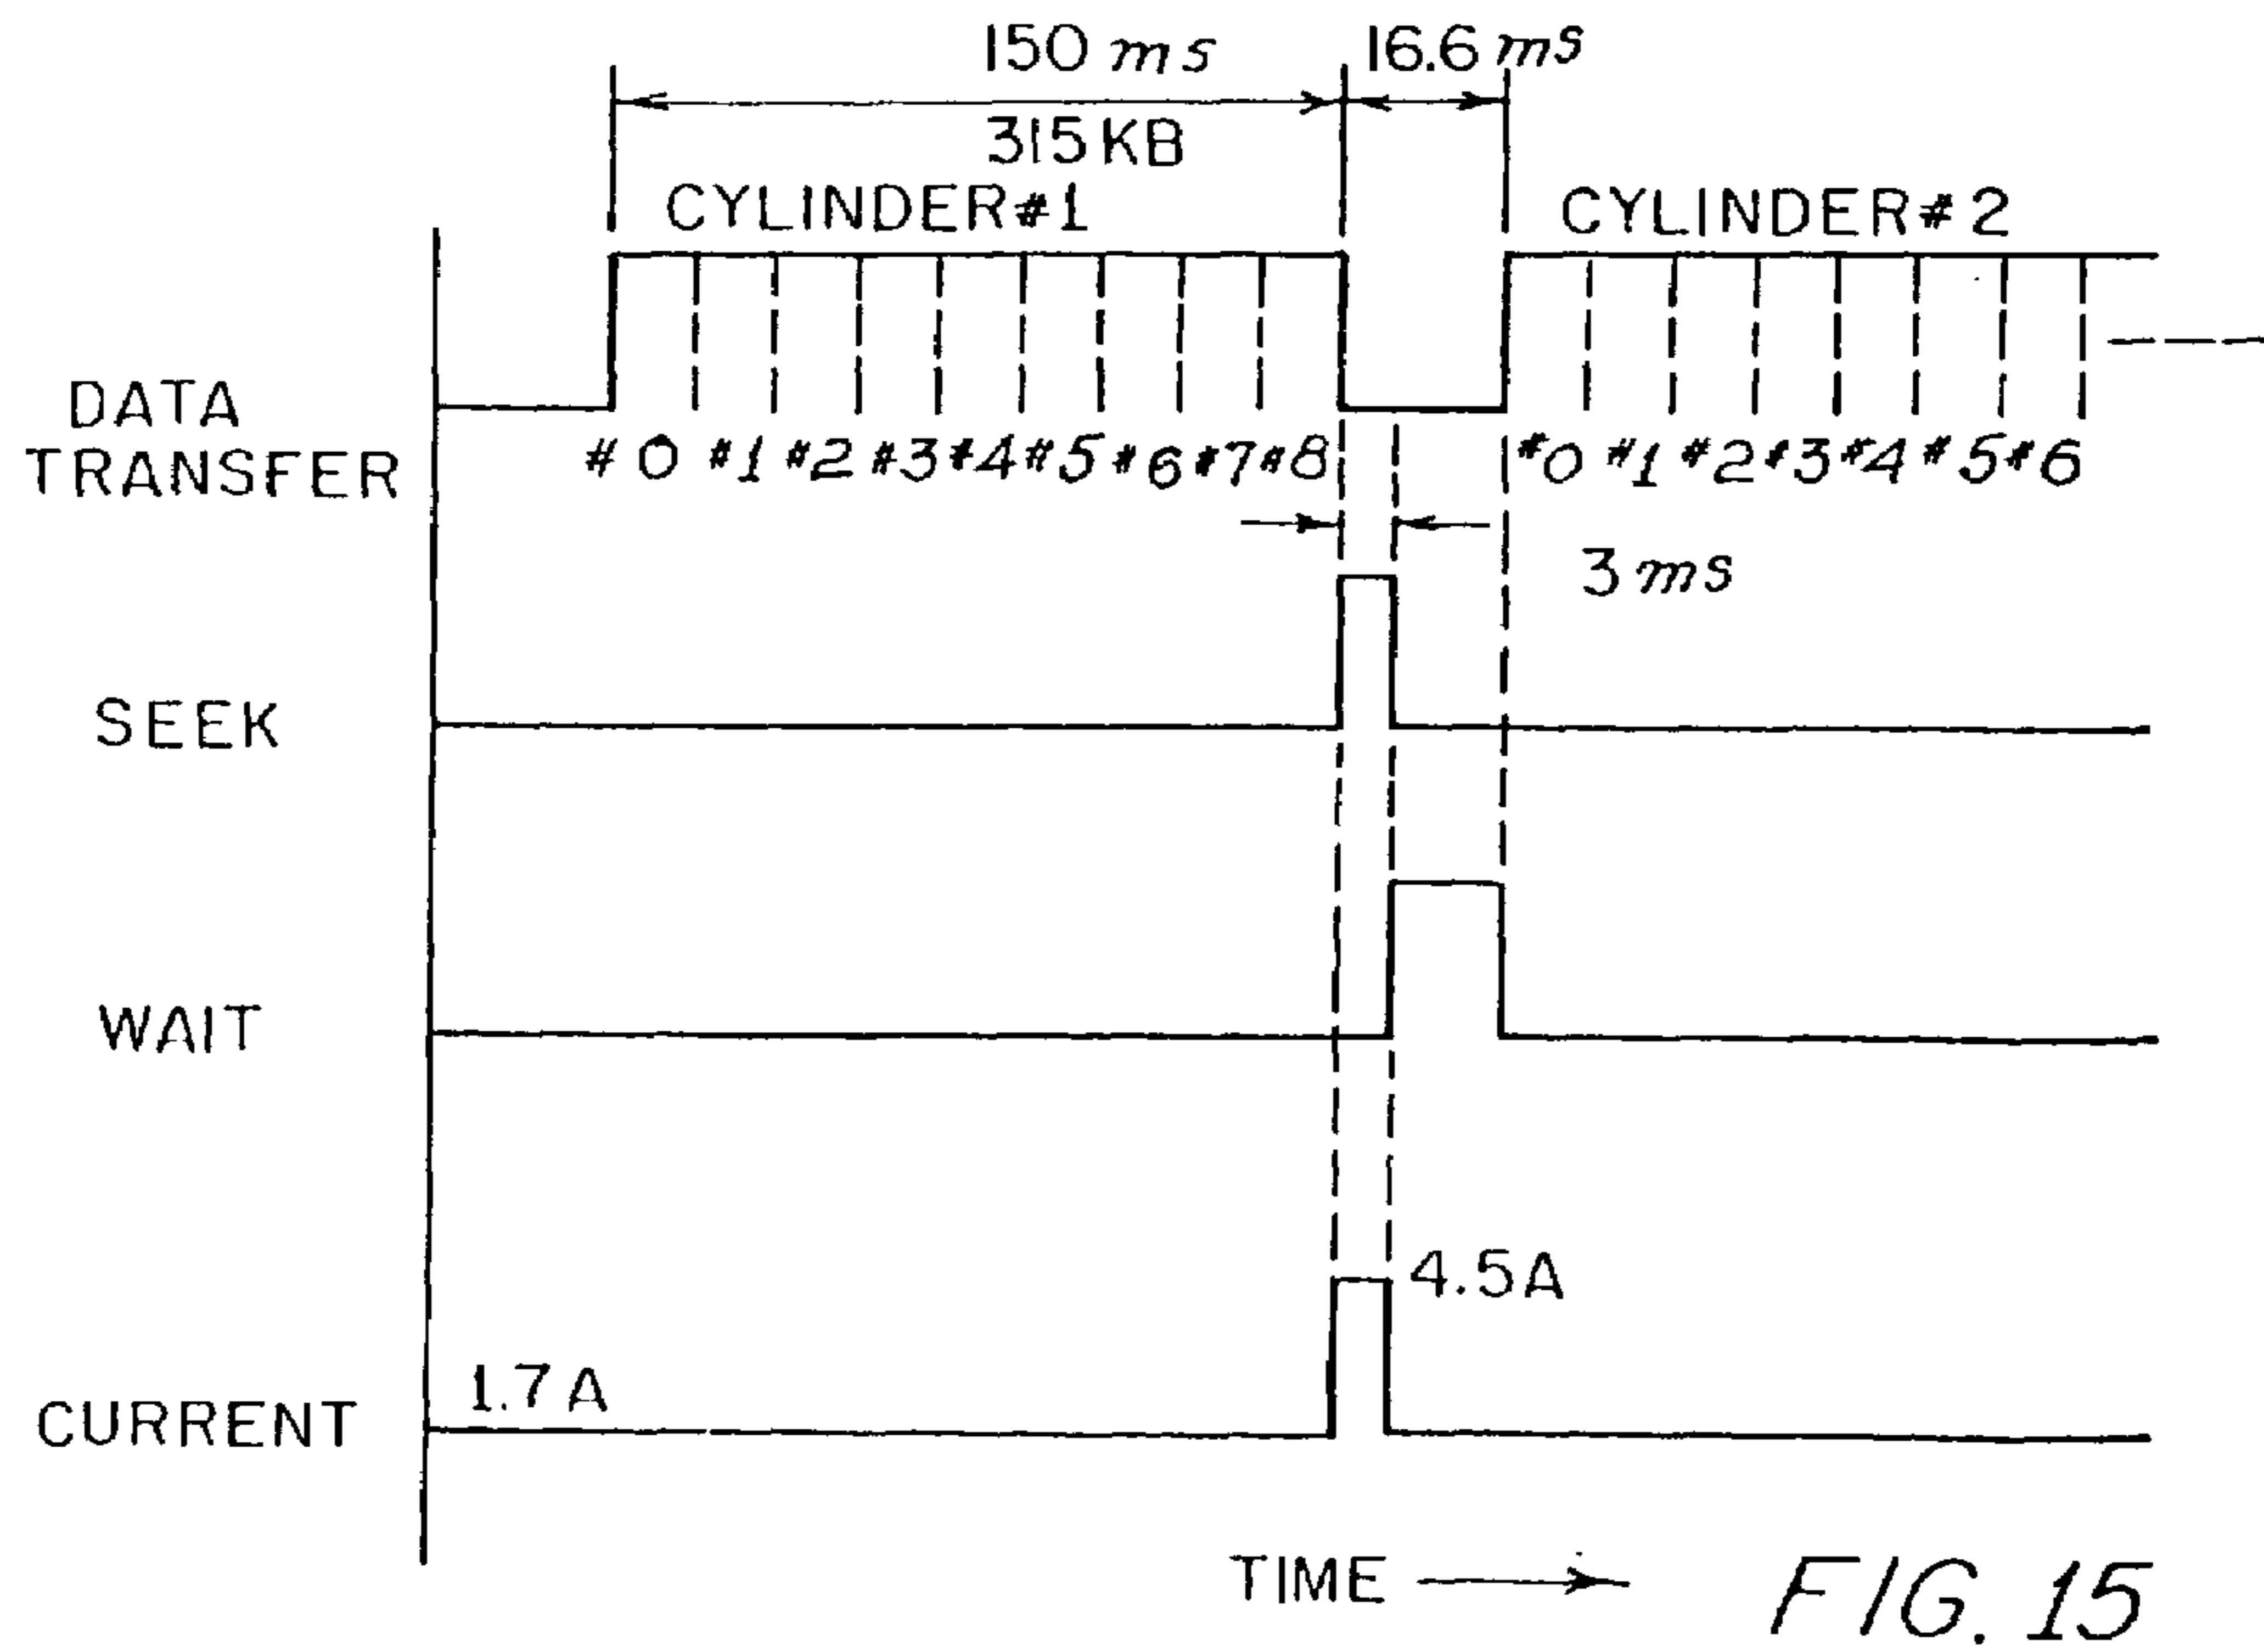 150 ms 16.6 ms
315 KB
CYLINDER #1 CYLINDER # 2
DATA
TRANSFER
# 0 #1 #2 #3 #4 #5 #6 #7 #8 #0 #1 #2 #3 #4 #5 #6
3 ms
SEEK
WAIT
4.5A
1.7 A
CURRENT
TIME
FIG. 15